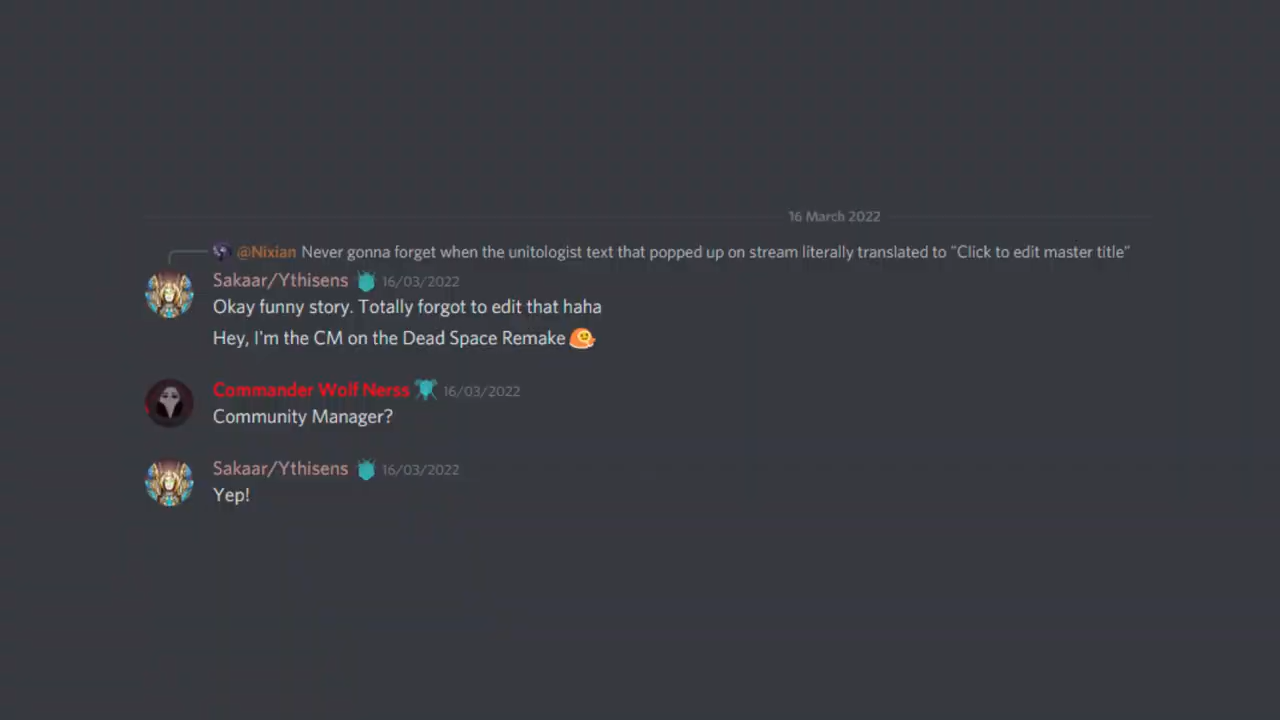 16 March 2022
@Nixian Never gonna forget when the unitologist text that popped up on stream literally translated to “Click to edit master title”
Sakaar/Ythisens 16/03/2022
Okay funny story. Totally forgot to edit that haha
Hey, I'm the CM on the Dead Space Remake
Commander Wolf Nerss 16/03/2022
Community Manager?
Sakaar/Ythisens 16/03/2022
Yep!